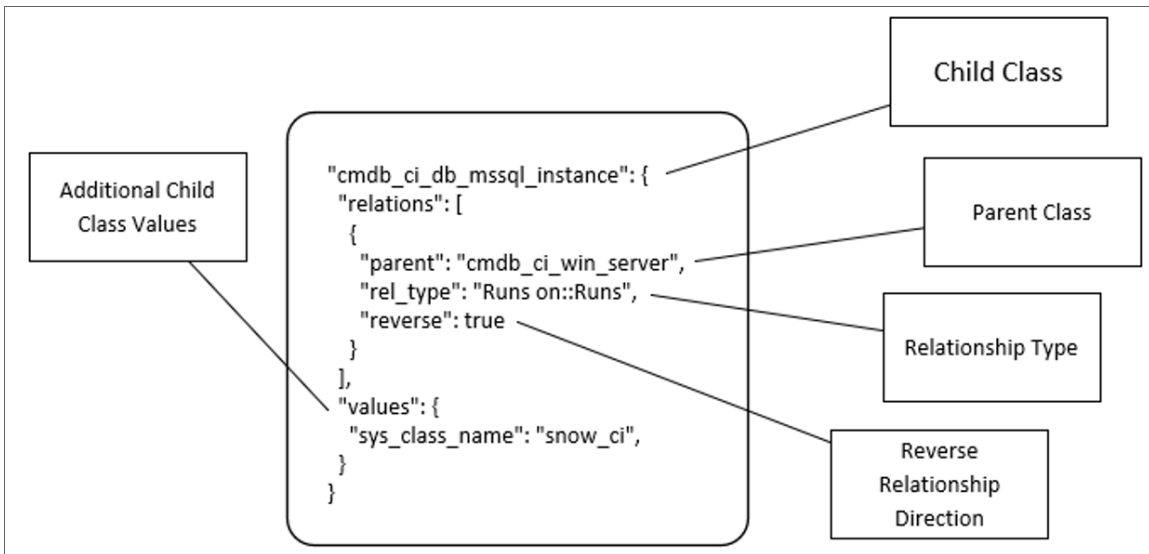 Child Class
Additional Child
Class Values
Parent Class
Relationship Type
Reverse
Relationship
Direction
"cmdb_ci_db_mssql_instance": {
"relations": [
{
"parent": "cmdb_ci_win_server",
"rel_type": "Runs on::Runs",
"reverse": true
}
],
"values": {
"sys_class_name": "snow_ci",
}
}